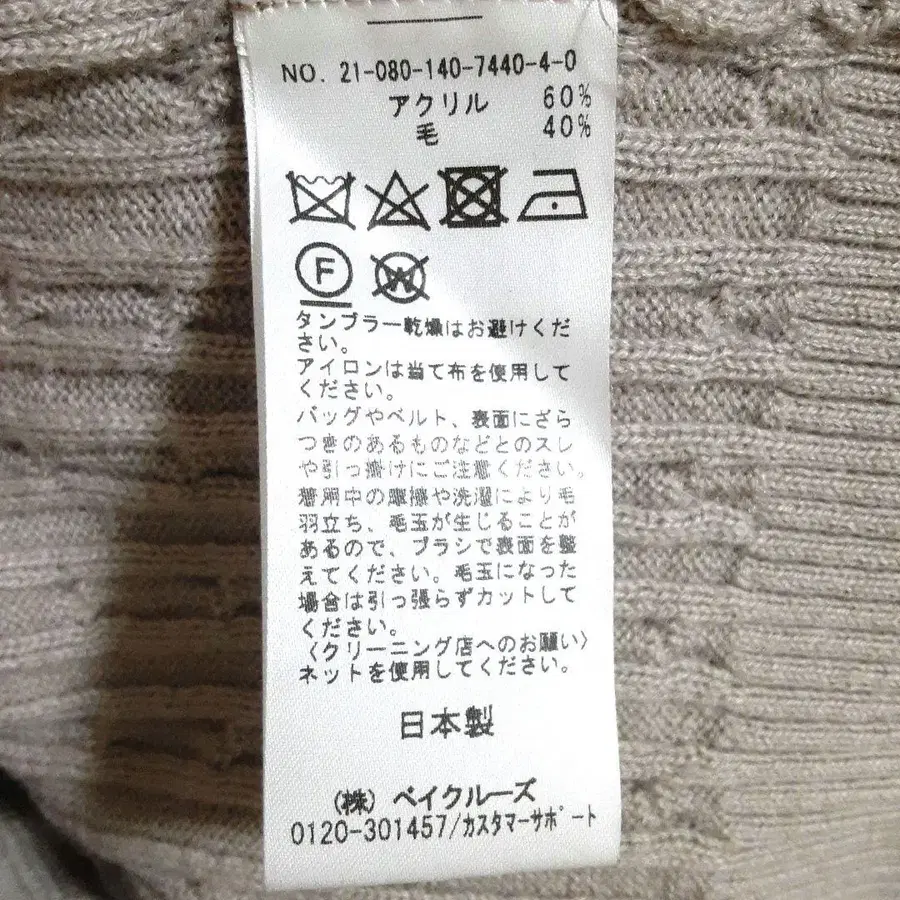 NO. 21-080-140-7440-4-0
アクリル 60%
毛 40%
F
W
タンブラー乾燥はお避けくだ
さい。
アイロンは当て布を使用して
ください。
バッグやベルト、表面にざら
つきのあるものなどとのスレ
や引っ掛けにご注意ください。
着用中の摩擦や洗濯により毛
羽立ち、毛玉が生じることが
あるので、ブラシで表面を整
えてください。毛玉になった
場合は引っ張らずカットして
ください。
〈クリーニング店へのお願い〉
ネットを使用してください。
日本製
(株) ベイクルーズ
0120-301457/カスタマーサポート